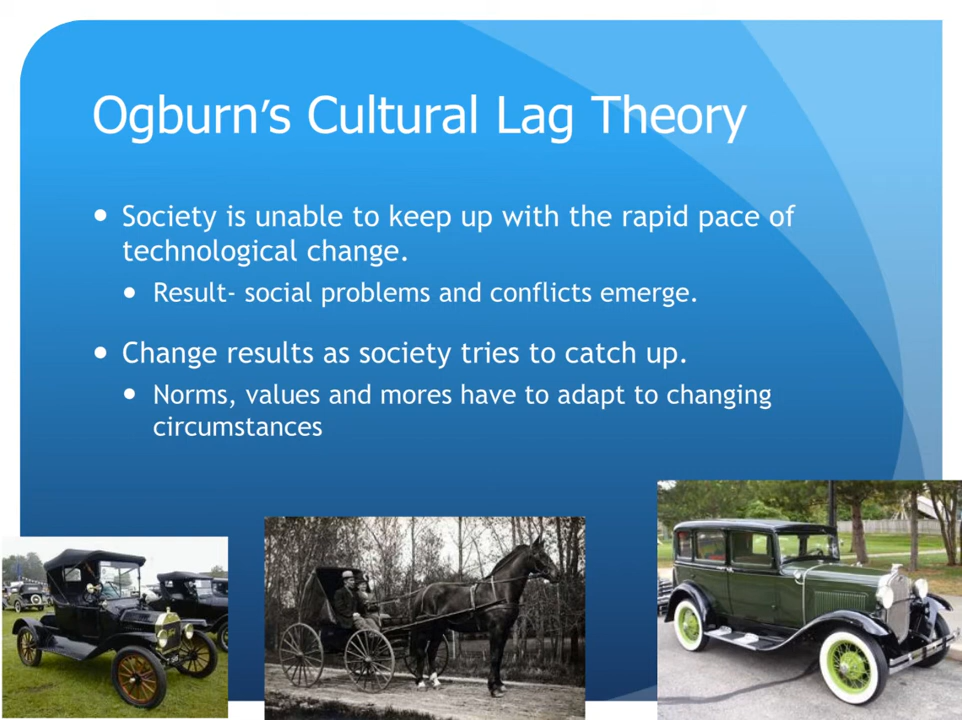 Ogburn's Cultural Lag Theory
Society is unable to keep up with the rapid pace of
technological change.
Result- social problems and conflicts emerge.
Change results as society tries to catch up.
Norms, values and mores have to adapt to changing
circumstances